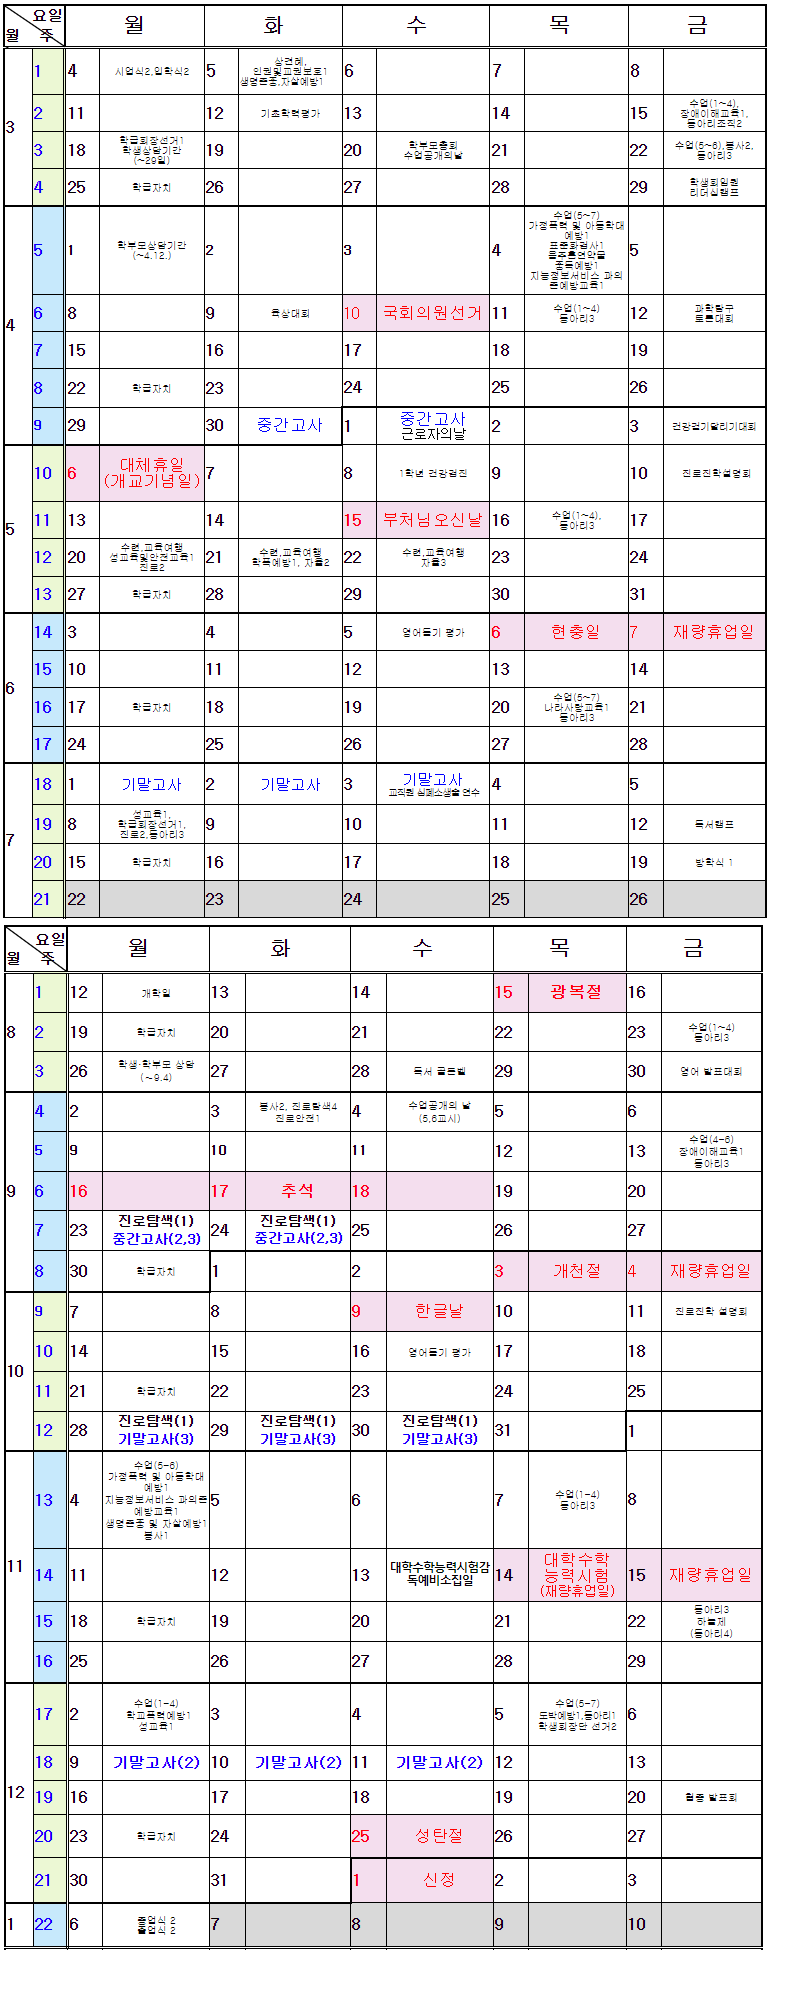 요일 월 화 수 목 금
월 주
3 1 4 시업식2,입학식2 5 상견례, 6 7 8
인권및교권보호1
생명존중,자살예방1
2 11 12 기초학력평가 13 14 15 수업(1~4),
장애이해교육1,
동아리조직2
3 18 학급회장선거1 19 20 학부모총회 21 22 수업(5~6),봉사2,
학생상담기간 수업공개의날 동아리3
(~29일)
4 25 학급자치 26 27 28 29 학생회임원
리더십캠프
4 5 1 학부모상담기간 2 3 4 수업(5~7) 5
(~4.12.) 가정폭력 및 아동학대
예방1
표준화검사1
흡주흡연약물
중독예방1
지능정보서비스 과의
존예방교육1
6 8 9 육상대회 10 국회의원선거 11 수업(1~4) 12 과학탐구
동아리3 토론대회
7 15 16 17 18 19
8 22 학급자치 23 24 25 26
9 29 30 중간고사 1 중간고사 2 3 건강걷기달리기대회
근로자의날
5 10 6 대체휴일 7 8 1학년 건강검진 9 10 진로진학설명회
(개교기념일)
11 13 14 15 부처님오신날 16 수업(1~4), 17
동아리3
12 20 수련,교육여행 21 수련,교육여행 22 수련,교육여행 23 24
성교육및안전교육1 학폭예방1, 자율2 자율3
진로2
13 27 학급자치 28 29 30 31
6 14 3 4 5 영어듣기 평가 6 현충일 7 재량휴업일
15 10 11 12 13 14
16 17 학급자치 18 19 20 수업(5~7) 21
나라사랑교육1
동아리3
17 24 25 26 27 28
7 18 1 기말고사 2 기말고사 3 기말고사 4 5
교직원 심폐소생술 연수
19 8 성교육1, 9 10 11 12 독서캠프
학급회장선거1,
진로2,동아리3
20 15 학급자치 16 17 18 19 방학식 1
21 22 23 24 25 26
요일 월 화 수 목 금
월 주
8 1 12 개학일 13 14 15 광복절 16
2 19 학급자치 20 21 22 23 수업(1~4)
동아리3
3 26 학생·학부모 상담 27 28 독서 골든벨 29 30 영어 발표대회
(~9.4)
9 4 2 3 봉사2, 진로탐색4 4 수업공개의 날 5 6
진로안전1 (5,6교시)
5 9 10 11 12 13 수업(4-6)
장애이해교육1
동아리3
6 16 17 추석 18 19 20
7 23 진로탐색(1) 24 진로탐색(1) 25 26 27
중간고사(2,3) 중간고사(2,3)
8 30 학급자치 1 2 3 개천절 4 재량휴업일
10 9 7 8 9 한글날 10 11 진로진학 설명회
10 14 15 16 영어듣기 평가 17 18
11 21 학급자치 22 23 24 25
12 28 진로탐색(1) 29 진로탐색(1) 30 진로탐색(1) 31 1
기말고사(3) 기말고사(3) 기말고사(3)
11 13 4 수업(5-6) 5 6 7 수업(1-4) 8
가정폭력 및 아동학대 동아리3
예방1
지능정보서비스 과의존
예방교육1
생명존중 및 자살예방1
봉사1
14 11 12 13 대학수학능력시험감 14 대학수학 15 재량휴업일
독예비소집일 능력시험
(재량휴업일)
15 18 학급자치 19 20 21 22 동아리3
하늘제
(동아리4)
16 25 26 27 28 29
12 17 2 수업(1-4) 3 4 5 수업(5-7) 6
학교폭력예방1 도박예방1,동아리1
성교육1 학생회장단 선거2
18 9 기말고사(2) 10 기말고사(2) 11 기말고사(2) 12 13
19 16 17 18 19 20 협중 발표회
20 23 학급자치 24 25 성탄절 26 27
21 30 31 1 신정 2 3
1 22 6 종업식 2 7 8 9 10
졸업식 2